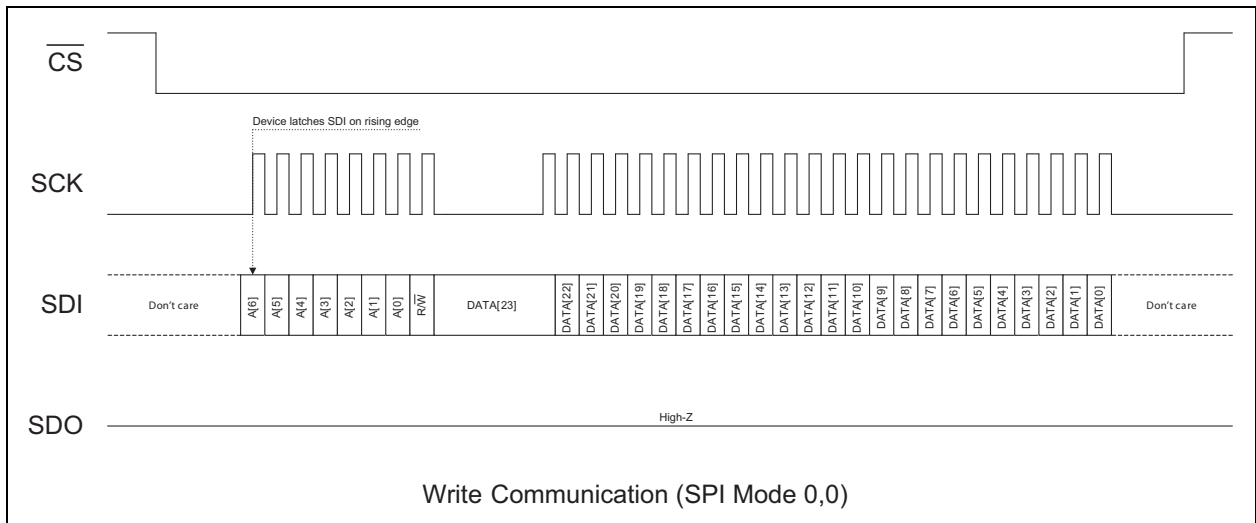 CS
Device latches SDI on rising edge
SCK
SDI
Don't care
A[6]
A[5]
A[4]
A[3]
A[2]
A[1]
A[0]
R/W
DATA[23]
DATA[22]
DATA[21]
DATA[20]
DATA[19]
DATA[18]
DATA[17]
DATA[16]
DATA[15]
DATA[14]
DATA[13]
DATA[12]
DATA[11]
DATA[10]
DATA[9]
DATA[8]
DATA[7]
DATA[6]
DATA[5]
DATA[4]
DATA[3]
DATA[2]
DATA[1]
DATA[0]
Don't care
SDO
High-Z
Write Communication (SPI Mode 0,0)